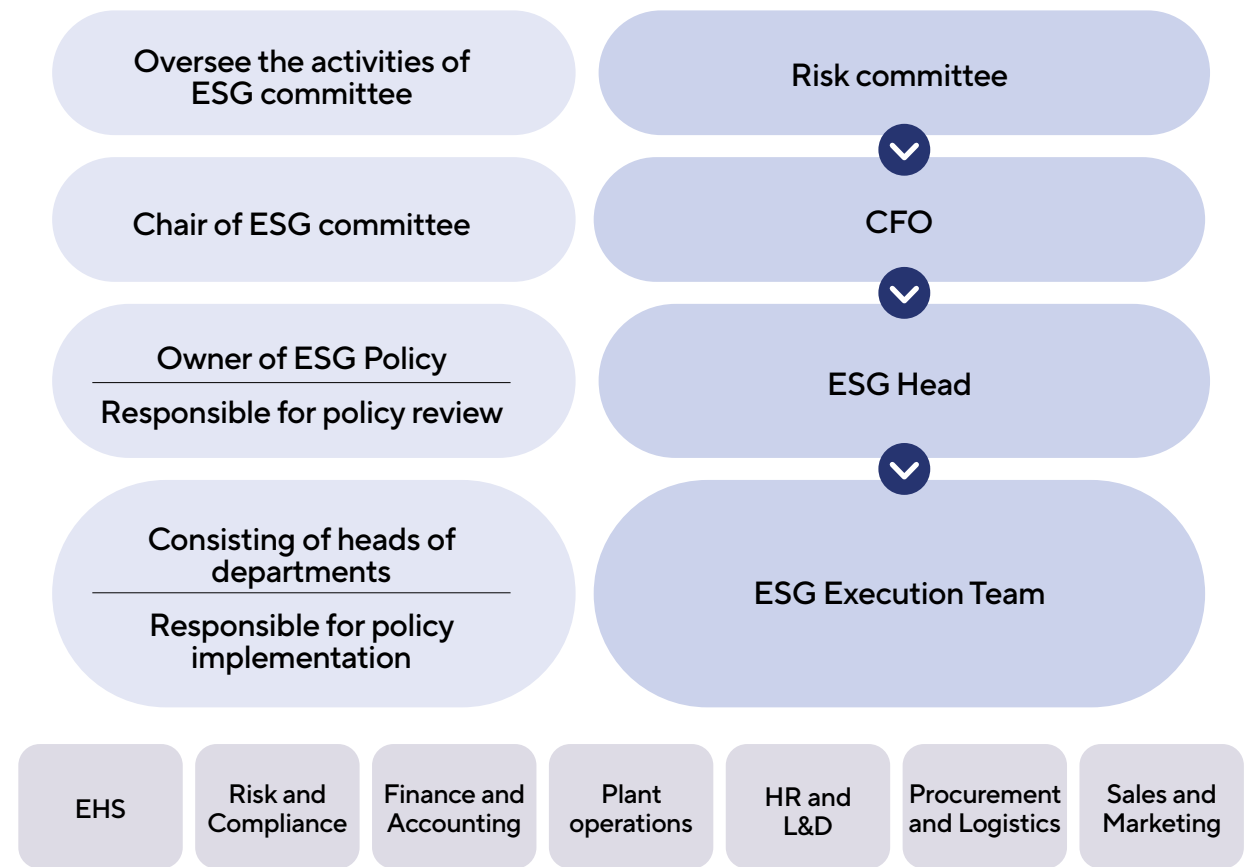 Oversee the activities of
ESG committee
Risk committee
Chair of ESG committee
CFO
Owner of ESG Policy
Responsible for policy review
ESG Head
Consisting of heads of
departments
Responsible for policy
implementation
ESG Execution Team
EHS
Risk and
Compliance
Finance and
Accounting
Plant
operations
HR and
L&D
Procurement
and Logistics
Sales and
Marketing